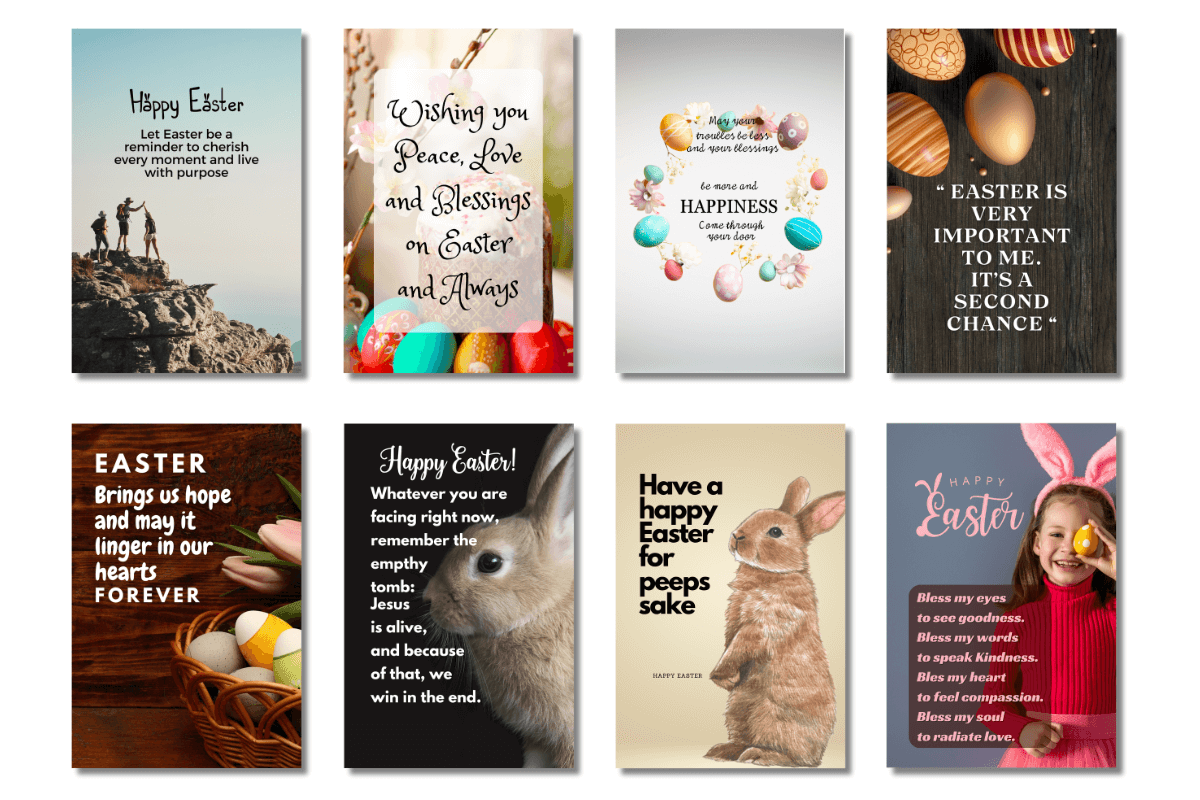 Happy Easter
Let Easter be a
reminder to cherish
every moment and live
with purpose
Wishing you
Peace, Love
and Blessings
on Easter
and Always
May your
troubles be less
and your blessings
be more and
HAPPINESS
Come through
your door
“ EASTER IS
VERY
IMPORTANT
TO ME.
IT’S A
SECOND
CHANCE “
EASTER
Brings us hope
and may it
linger in our
hearts
FOREVER
Happy Easter!
Whatever you are
facing right now,
remember the
empthy
tomb:
Jesus
is alive,
and because
of that, we
win in the end.
Have a
happy
Easter
for
peeps
sake
HAPPY EASTER
HAPPY
Easter
Bless my eyes
to see goodness.
Bless my words
to speak Kindness.
Bles my heart
to feel compassion.
Bless my soul
to radiate love.